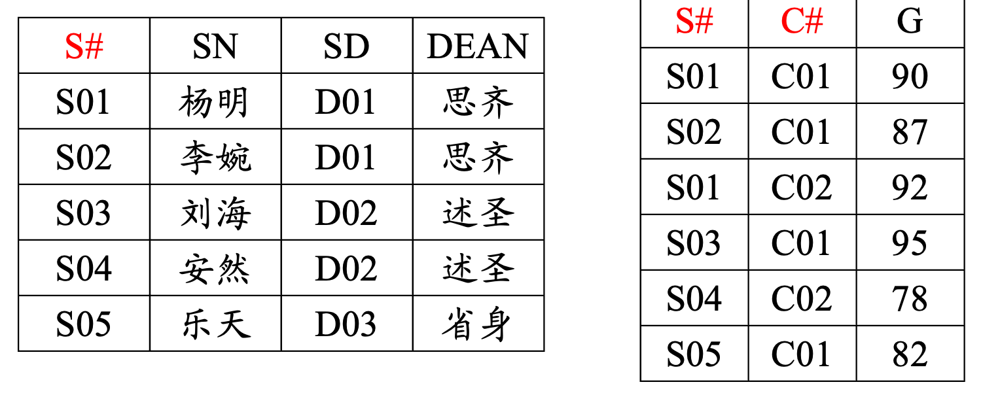 S# SN SD DEAN
S01 杨明 D01 思齐
S02 李婉 D01 思齐
S03 刘海 D02 述圣
S04 安然 D02 述圣
S05 乐天 D03 省身
S# C# G
S01 C01 90
S02 C01 87
S01 C02 92
S03 C01 95
S04 C02 78
S05 C01 82